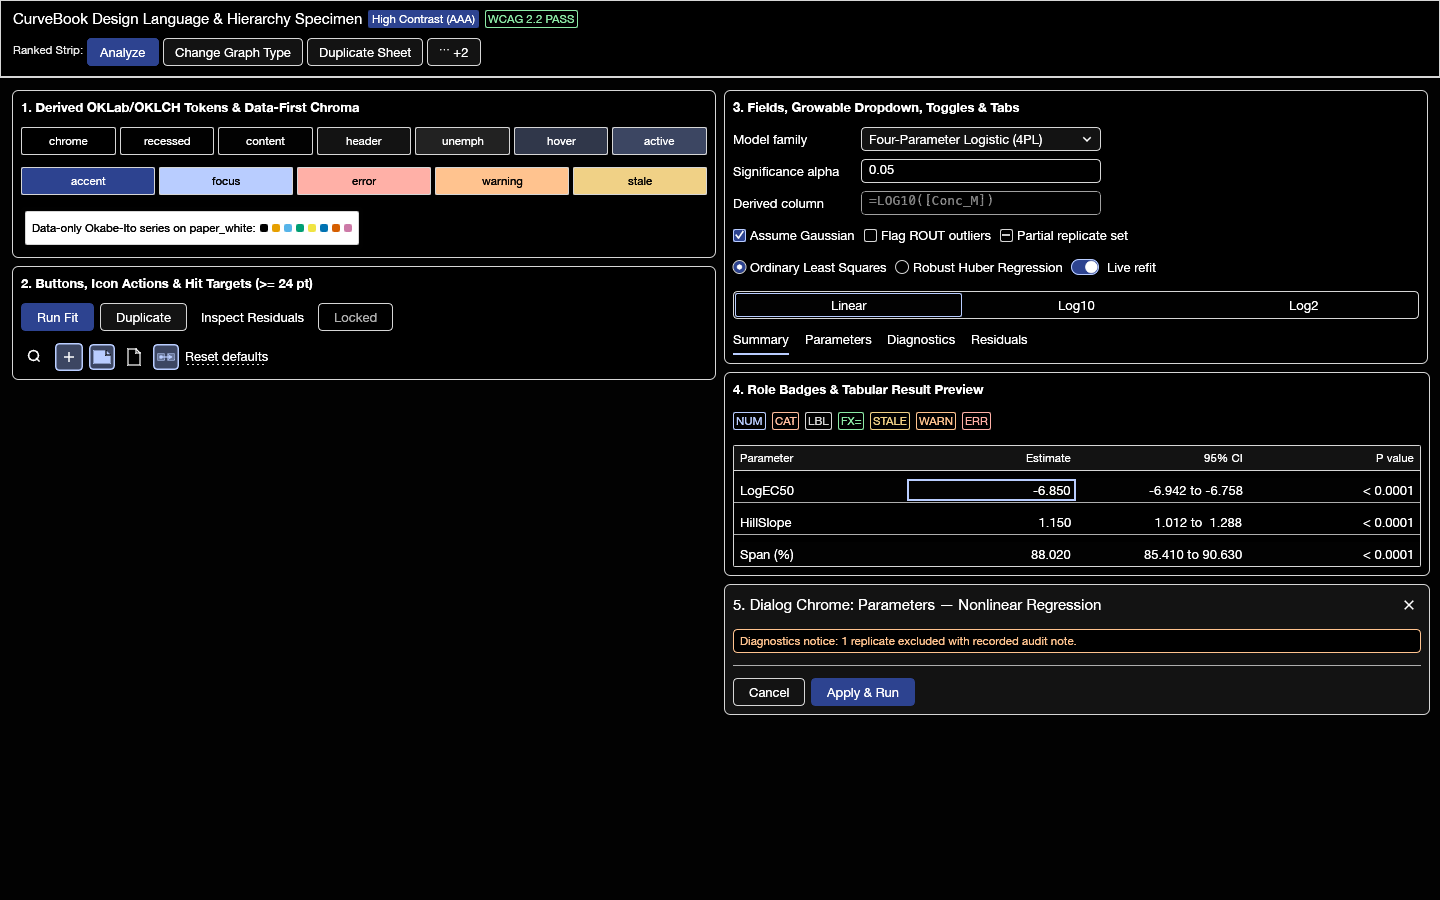 CurveBook Design Language & Hierarchy Specimen High Contrast (AAA) WCAG 2.2 PASS
Ranked Strip: Analyze Change Graph Type Duplicate Sheet ··· +2
1. Derived OKLab/OKLCH Tokens & Data-First Chroma
chrome recessed content header unemph hover active
accent focus error warning stale
Data-only Okabe-Ito series on paper_white:
2. Buttons, Icon Actions & Hit Targets (>= 24 pt)
Run Fit Duplicate Inspect Residuals Locked
Reset defaults
3. Fields, Growable Dropdown, Toggles & Tabs
Model family Four-Parameter Logistic (4PL)
Significance alpha 0.05
Derived column =LOG10([Conc_M])
Assume Gaussian Flag ROUT outliers Partial replicate set
Ordinary Least Squares Robust Huber Regression Live refit
Linear Log10 Log2
Summary Parameters Diagnostics Residuals
4. Role Badges & Tabular Result Preview
NUM CAT LBL FX= STALE WARN ERR
Parameter Estimate 95% CI P value
LogEC50 -6.850 -6.942 to -6.758 < 0.0001
HillSlope 1.150 1.012 to 1.288 < 0.0001
Span (%) 88.020 85.410 to 90.630 < 0.0001
5. Dialog Chrome: Parameters — Nonlinear Regression
Diagnostics notice: 1 replicate excluded with recorded audit note.
Cancel Apply & Run